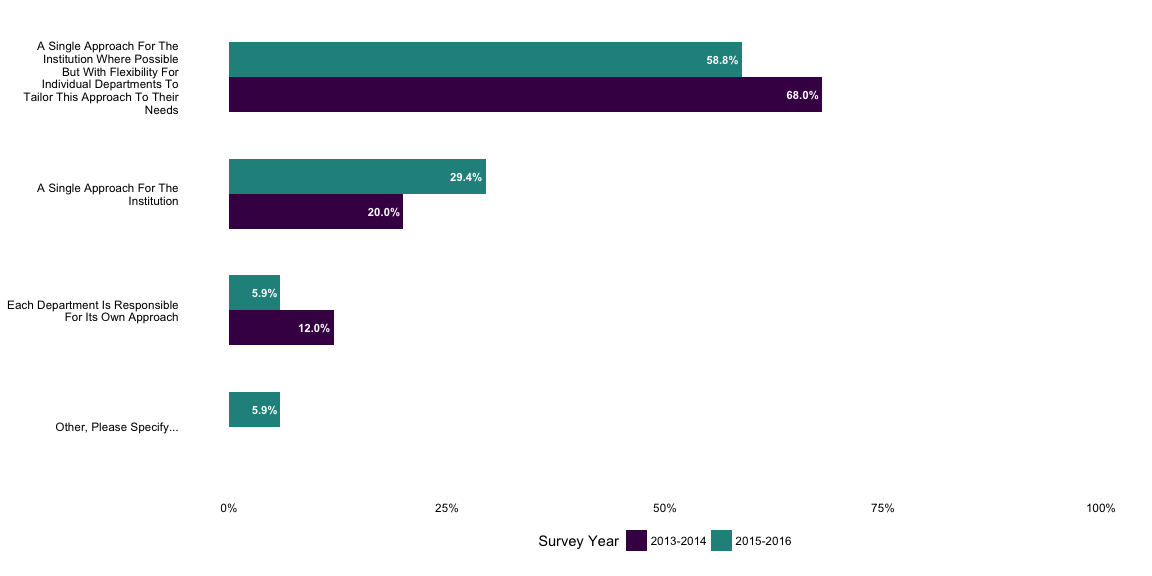 A Single Approach For The
Institution Where Possible
But With Flexibility For
Individual Departments To
Tailor This Approach To Their
Needs
58.8%
68.0%
A Single Approach For The
Institution
29.4%
20.0%
Each Department Is Responsible
For Its Own Approach
5.9%
12.0%
Other, Please Specify...
5.9%
0% 25% 50% 75% 100%
Survey Year 2013-2014 2015-2016